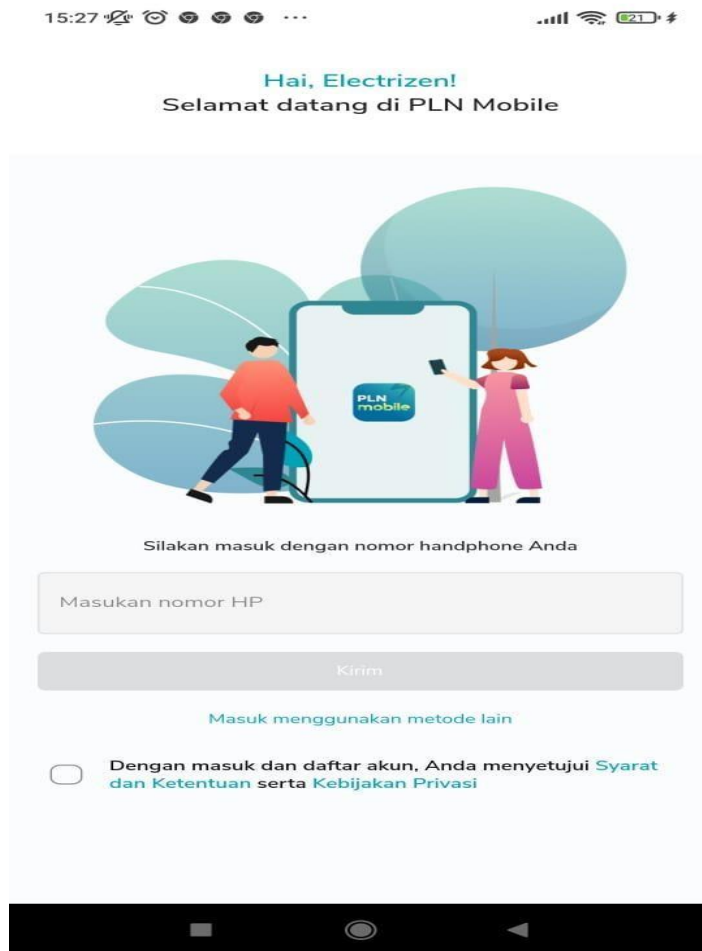 15:27
21
Hai, Electrizen!
Selamat datang di PLN Mobile
PLN
mobile
Silakan masuk dengan nomor handphone Anda
Masukan nomor HP
Kirim
Masuk menggunakan metode lain
Dengan masuk dan daftar akun, Anda menyetujui Syarat
dan Ketentuan serta Kebijakan Privasi